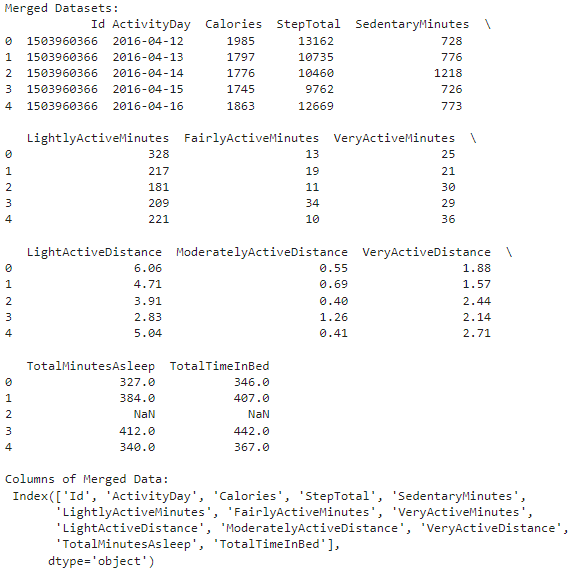 Merged Datasets:
Id ActivityDay Calories StepTotal SedentaryMinutes \
0 1503960366 2016-04-12 1985 13162 728
1 1503960366 2016-04-13 1797 10735 776
2 1503960366 2016-04-14 1776 10460 1218
3 1503960366 2016-04-15 1745 9762 726
4 1503960366 2016-04-16 1863 12669 773
LightlyActiveMinutes FairlyActiveMinutes VeryActiveMinutes \
0 328 13 25
1 217 19 21
2 181 11 30
3 209 34 29
4 221 10 36
LightActiveDistance ModeratelyActiveDistance VeryActiveDistance \
0 6.06 0.55 1.88
1 4.71 0.69 1.57
2 3.91 0.40 2.44
3 2.83 1.26 2.14
4 5.04 0.41 2.71
TotalMinutesAsleep TotalTimeInBed
0 327.0 346.0
1 384.0 407.0
2 NaN NaN
3 412.0 442.0
4 340.0 367.0
Columns of Merged Data:
Index(['Id', 'ActivityDay', 'Calories', 'StepTotal', 'SedentaryMinutes',
'LightlyActiveMinutes', 'FairlyActiveMinutes', 'VeryActiveMinutes',
'LightActiveDistance', 'ModeratelyActiveDistance', 'VeryActiveDistance',
'TotalMinutesAsleep', 'TotalTimeInBed'],
dtype='object')